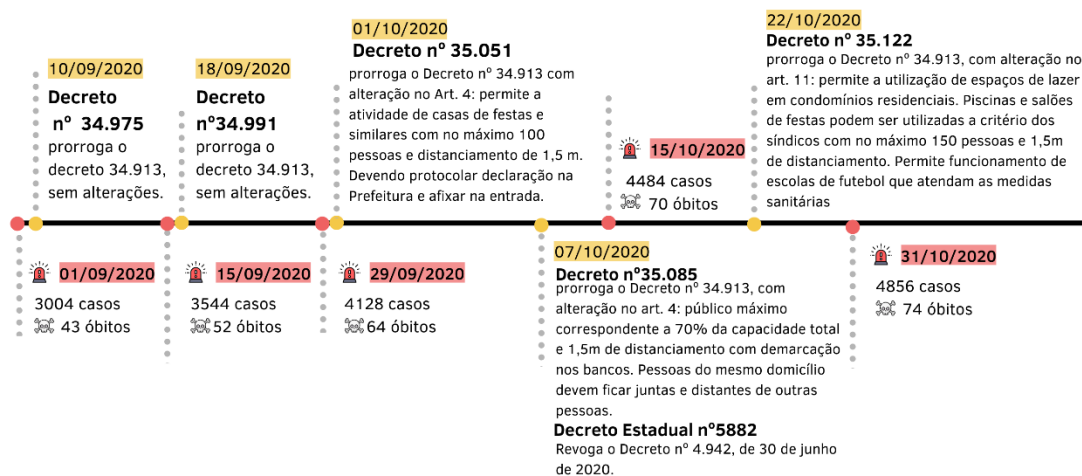 10/09/2020
Decreto
nº 34.975
prorroga o
decreto 34.913,
sem alterações.
18/09/2020
Decreto
nº34.991
prorroga o
decreto 34.913,
sem alterações.
01/10/2020
Decreto nº 35.051
prorroga o Decreto nº 34.913 com
alteração no Art. 4: permite a
atividade de casas de festas e
similares com no máximo 100
pessoas e distanciamento de 1,5 m.
Devendo protocolar declaração na
Prefeitura e afixar na entrada.
15/10/2020
4484 casos
70 óbitos
22/10/2020
Decreto nº 35.122
prorroga o Decreto nº 34.913, com alteração no
art. 11: permite a utilização de espaços de lazer
em condomínios residenciais. Piscinas e salões
de festas podem ser utilizadas a critério dos
síndicos com no máximo 150 pessoas e 1,5m
de distanciamento. Permite funcionamento de
escolas de futebol que atendam as medidas
sanitárias
01/09/2020
3004 casos
43 óbitos
15/09/2020
3544 casos
52 óbitos
29/09/2020
4128 casos
64 óbitos
07/10/2020
Decreto nº35.085
prorroga o Decreto nº 34.913, com
alteração no art. 4: público máximo
correspondente a 70% da capacidade total
e 1,5m de distanciamento com demarcação
nos bancos. Pessoas do mesmo domicílio
devem ficar juntas e distantes de outras
pessoas.
Decreto Estadual nº5882
Revoga o Decreto nº 4.942, de 30 de junho
de 2020.
31/10/2020
4856 casos
74 óbitos